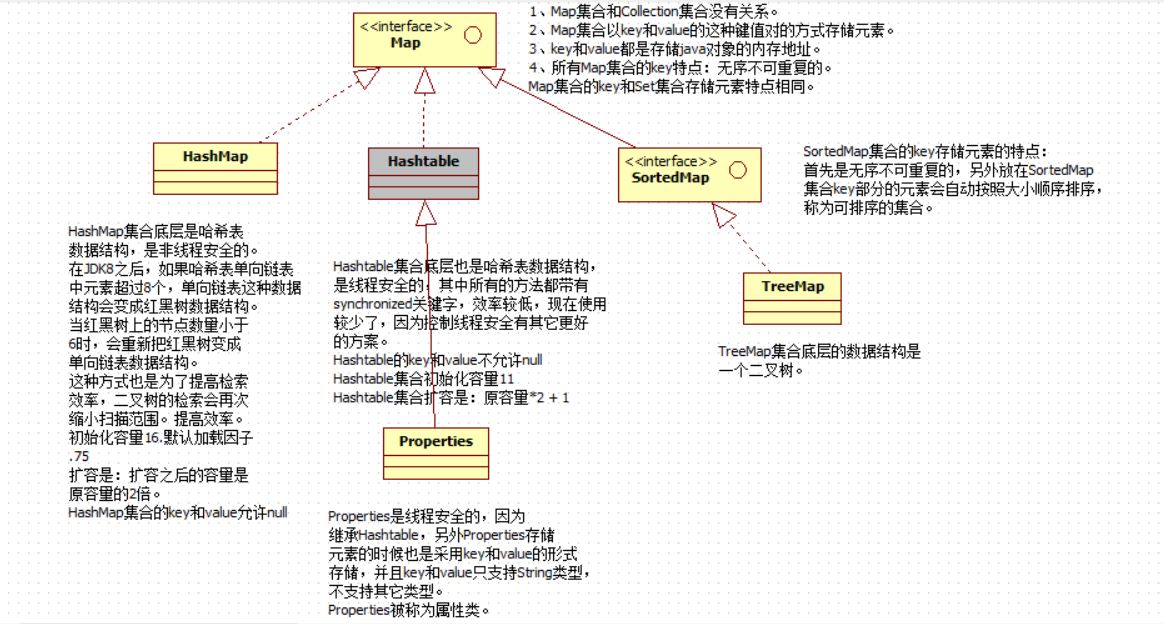 <<interface>>
Map
1、Map集合和Collection集合没有关系。
2、Map集合以key和value的这种键值对的方式存储元素。
3、key和value都是存储java对象的内存地址。
4、所有Map集合的key特点：无序不可重复的。
Map集合的key和Set集合存储元素特点相同。
HashMap
Hashtable
<<interface>>
SortedMap
SortedMap集合的key存储元素的特点：
首先是无序不可重复的，另外放在SortedMap
集合key部分的元素会自动按照大小顺序排序，
称为可排序的集合。
HashMap集合底层是哈希表
数据结构，是非线程安全的。
在JDK8之后，如果哈希表单向链表
中元素超过8个，单向链表这种数据
结构会变成红黑树数据结构。
当红黑树上的节点数量小于
6时，会重新把红黑树变成
单向链表数据结构。
这种方式也是为了提高检索
效率，二叉树的检索会再次
缩小扫描范围。提高效率。
初始化容量16.默认加载因子
.75
扩容是：扩容之后的容量是
原容量的2倍。
HashMap集合的key和value允许null
Hashtable集合底层也是哈希表数据结构，
是线程安全的，其中所有的方法都带有
synchronized关键字，效率较低，现在使用
较少了，因为控制线程安全有其它更好
的方案。
Hashtable的key和value不允许null
Hashtable集合初始化容量11
Hashtable集合扩容是：原容量*2 + 1
TreeMap
TreeMap集合底层的数据结构是
一个二叉树。
Properties
Properties是线程安全的，因为
继承Hashtable，另外Properties存储
元素的时候也是采用key和value的形式
存储，并且key和value只支持String类型，
不支持其它类型。
Properties被称为属性类。